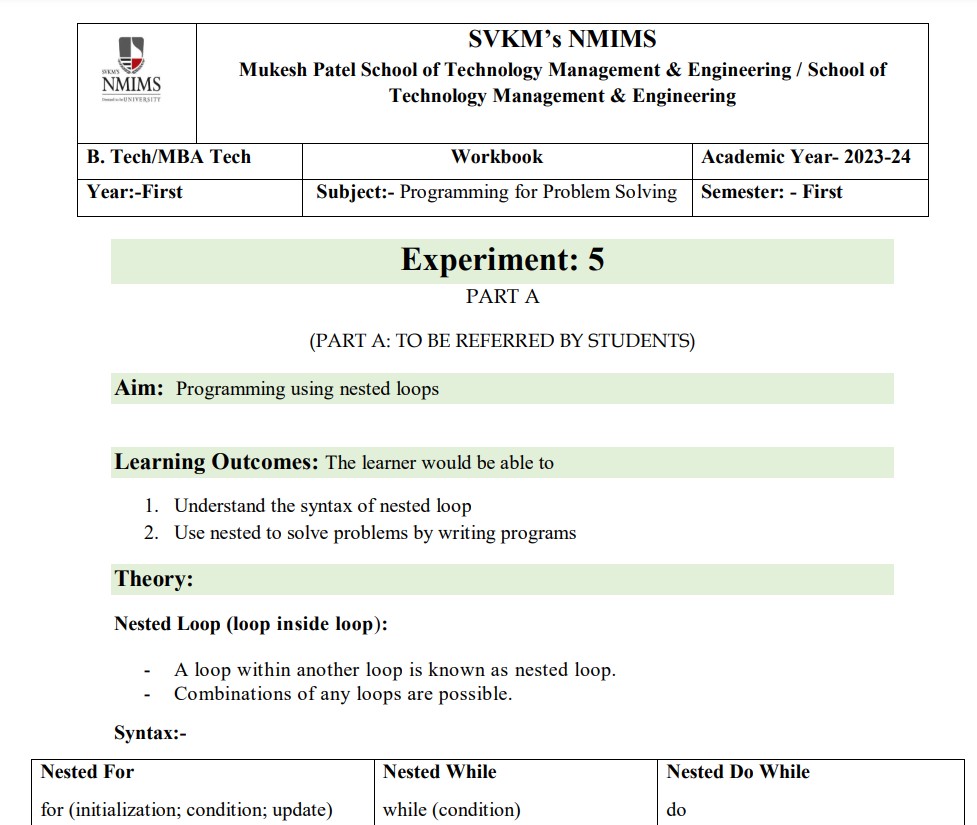 SVKM'S
NMIMS
Deemed to be UNIVERSITY
SVKM's NMIMS
Mukesh Patel School of Technology Management & Engineering / School of
Technology Management & Engineering
B. Tech/MBA Tech
Workbook
Academic Year- 2023-24
Year:-First
Subject:- Programming for Problem Solving
Semester: - First
Experiment: 5
PART A
(PART A: TO BE REFERRED BY STUDENTS)
Aim: Programming using nested loops
Learning Outcomes: The learner would be able to
1. Understand the syntax of nested loop
2. Use nested to solve problems by writing programs
Theory:
Nested Loop (loop inside loop):
- A loop within another loop is known as nested loop.
- Combinations of any loops are possible.
Syntax:-
Nested For
Nested While
Nested Do While
for (initialization; condition; update)
while (condition)
do